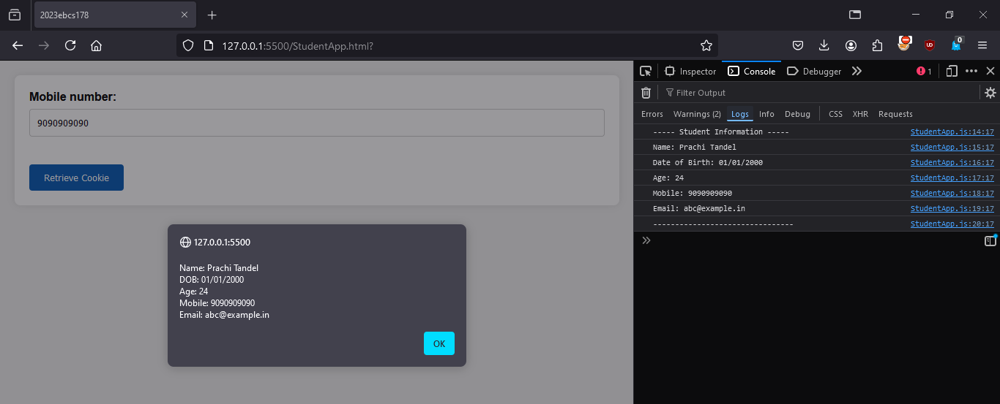 2023ebcs178
127.0.0.1:5500/StudentApp.html?
0
Mobile number:
9090909090
Retrieve Cookie
127.0.0.1:5500
Name: Prachi Tandel
DOB: 01/01/2000
Age: 24
Mobile: 9090909090
Email: abc@example.in
OK
Inspector Console Debugger 1
Filter Output
Errors Warnings (2) Logs Info Debug CSS XHR Requests
----- Student Information ----- StudentApp.js:14:17
Name: Prachi Tandel StudentApp.js:15:17
Date of Birth: 01/01/2000 StudentApp.js:16:17
Age: 24 StudentApp.js:17:17
Mobile: 9090909090 StudentApp.js:18:17
Email: abc@example.in StudentApp.js:19:17
-------------------------------- StudentApp.js:20:17